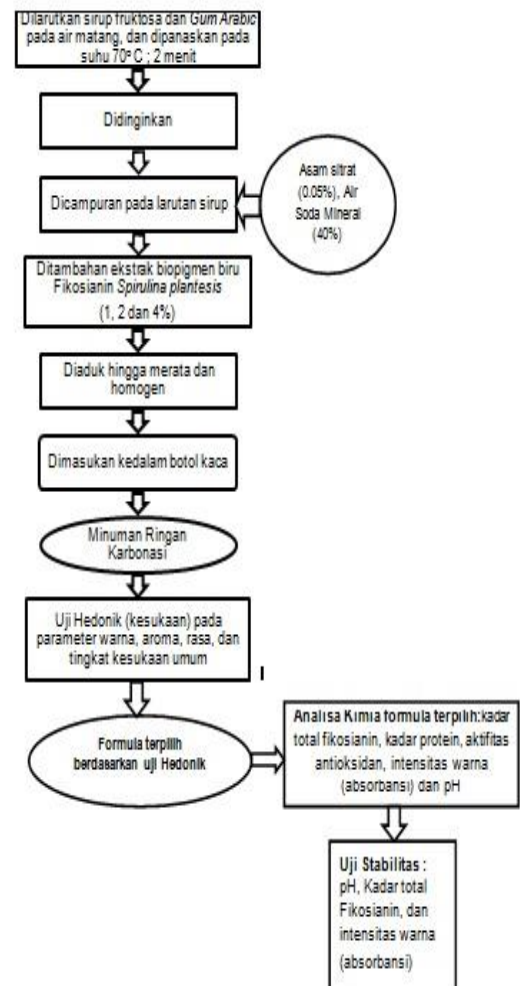 Dilarutkan sirup fruktosa dan Gum Arabic
pada air matang, dan dipanaskan pada
suhu 70º C ; 2 menit
Didinginkan
Dicampuran pada larutan sirup
Asam sitrat
(0.05%), Air
Soda Mineral
(40%)
Ditambahan ekstrak biopigmen biru
Fikosianin Spirulina plantesis
(1, 2 dan 4%)
Diaduk hingga merata dan
homogen
Dimasukan kedalam botol kaca
Minuman Ringan
Karbonasi
Uji Hedonik (kesukaan) pada
parameter warna, aroma, rasa, dan
tingkat kesukaan umum
Formula terpilih
berdasarkan uji Hedonik
Analisa Kimia formula terpilih:kadar
total fikosianin, kadar protein, aktifitas
antioksidan, intensitas warna
(absorbansi) dan pH
Uji Stabilitas :
pH, Kadar total
Fikosianin, dan
intensitas warna
(absorbansi)